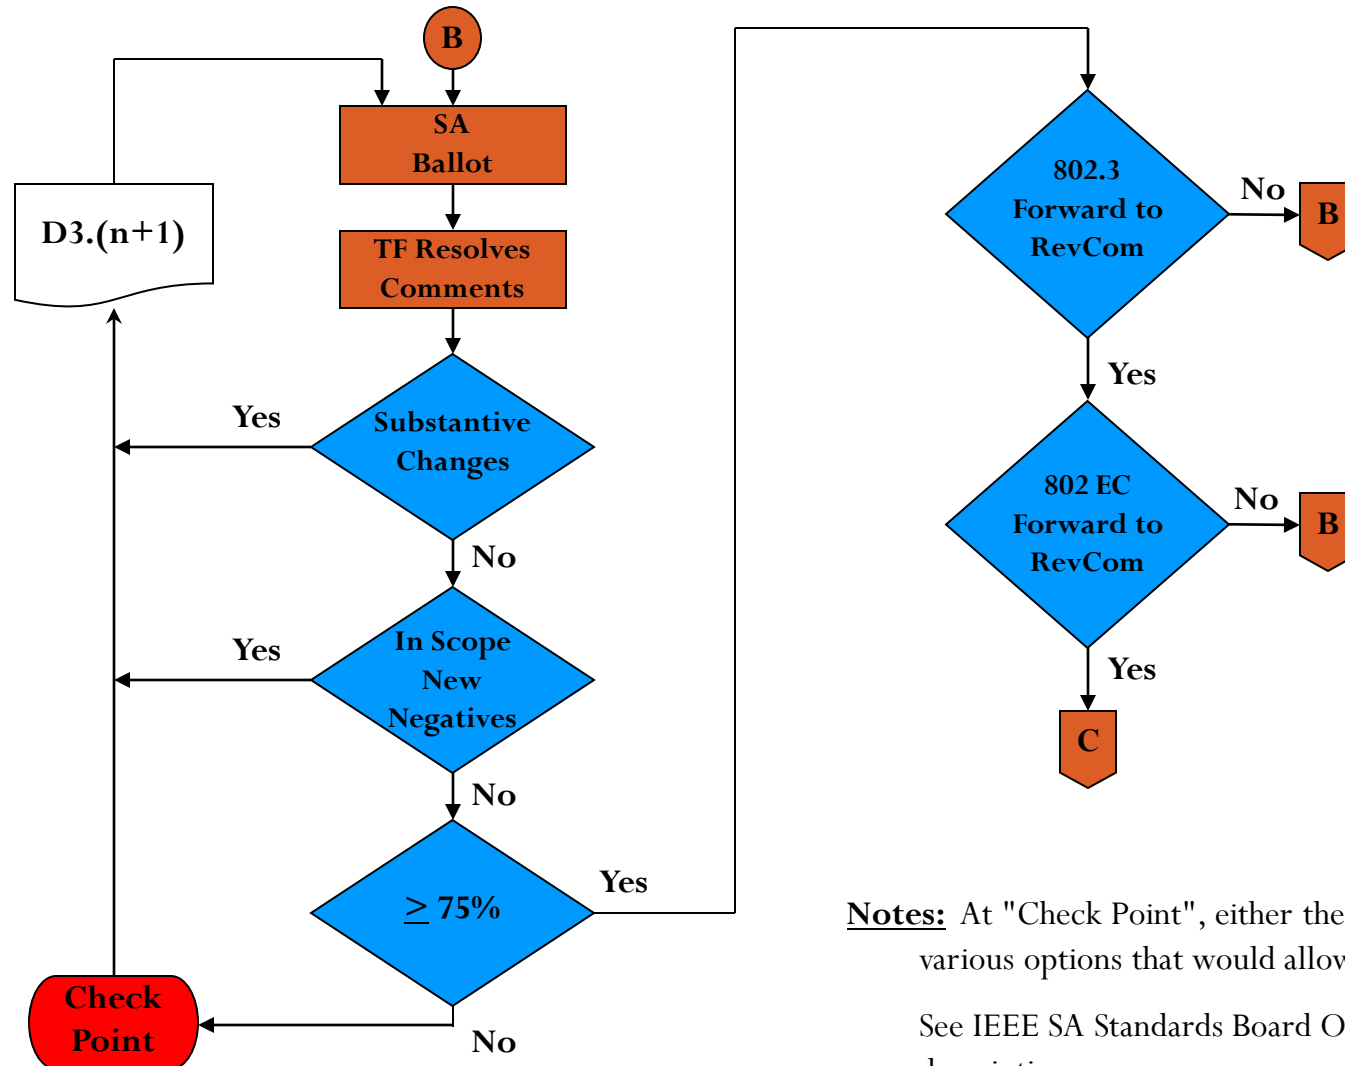 B
SA
Ballot
D3.(n+1)
TF Resolves
Comments
Yes
Substantive
Changes
No
Yes
In Scope
New
Negatives
No
≥ 75%
Yes
Check
Point
No
802.3
Forward to
RevCom
No
B
Yes
802 EC
Forward to
RevCom
No
B
Yes
C
Notes: At "Check Point", either the
various options that would allow
See IEEE SA Standards Board O